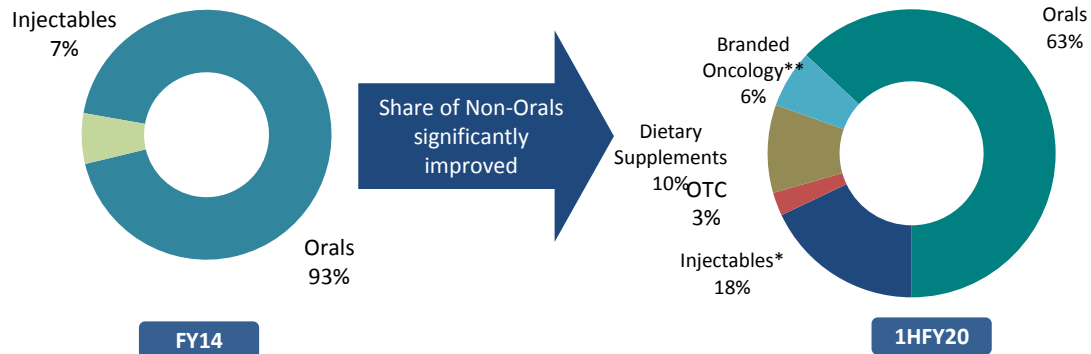 Injectables
7%
Orals
93%
FY14
Share of Non-Orals
significantly
improved
Orals
63%
Branded
Oncology**
6%
Dietary
Supplements
10%
OTC
3%
Injectables*
18%
1HFY20